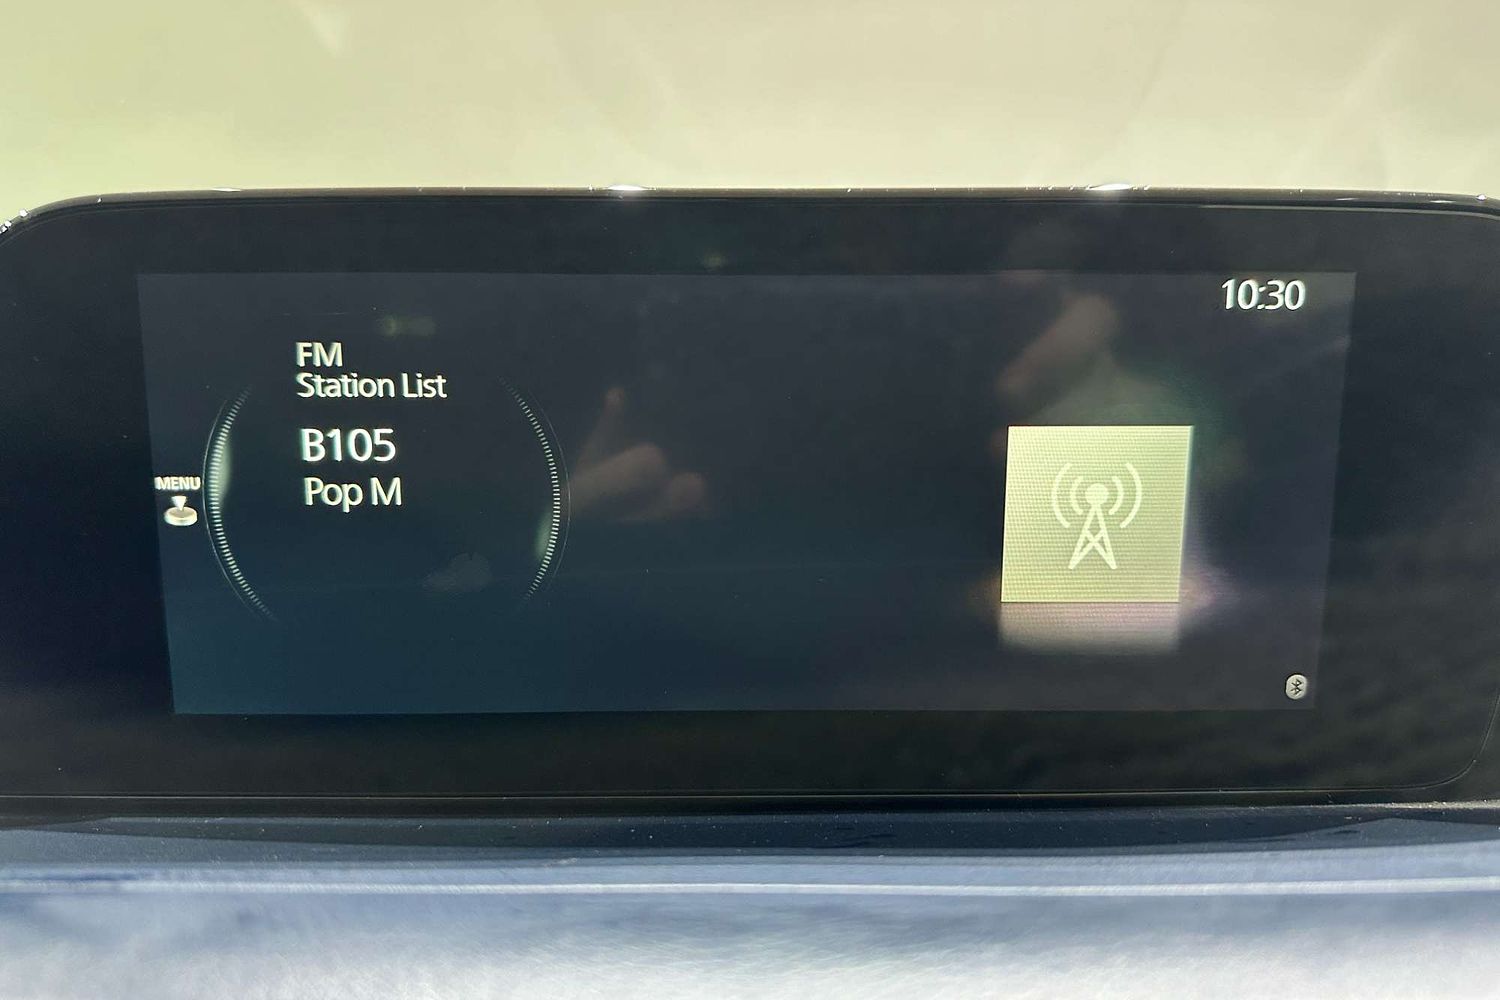 10:30
FM
Station List
B105
Pop M
MENU